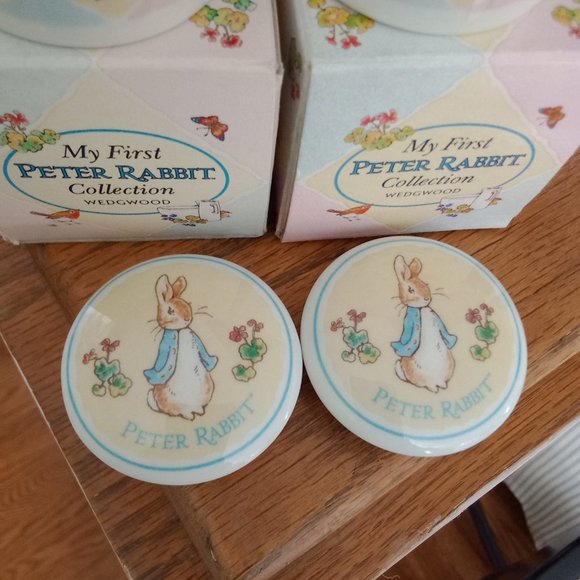 My First
PETER RABBIT
Collection
WEDGWOOD
My First
PETER RABBIT
Collection
WEDGWOOD
PETER RABBIT
PETER RABBIT